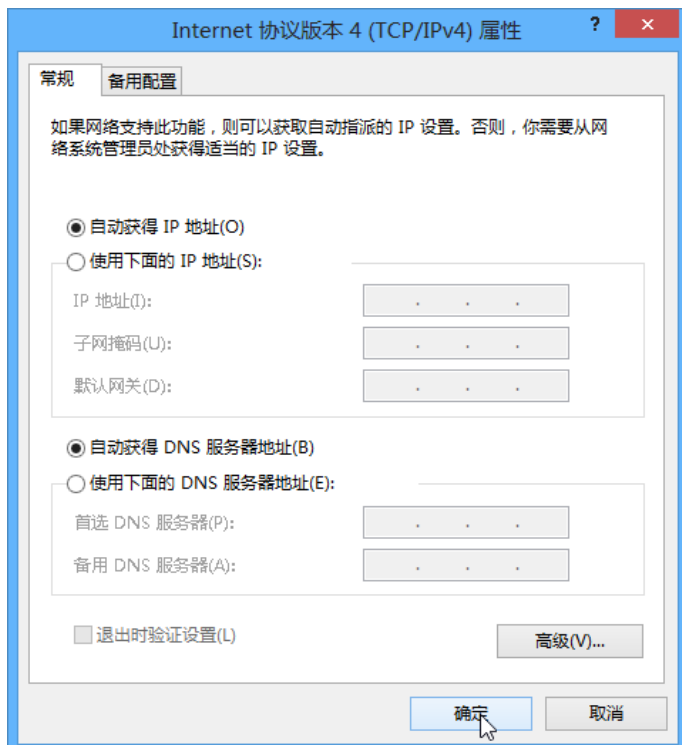 Internet 协议版本 4 (TCP/IPv4) 属性
?
×
常规
备用配置
如果网络支持此功能，则可以获取自动指派的 IP 设置。否则，你需要从网
络系统管理员处获得适当的 IP 设置。
自动获得 IP 地址(O)
使用下面的 IP 地址(S):
IP 地址(I):
子网掩码(U):
默认网关(D):
自动获得 DNS 服务器地址(B)
使用下面的 DNS 服务器地址(E):
首选 DNS 服务器(P):
备用 DNS 服务器(A):
退出时验证设置(L)
高级(V)...
确定
取消